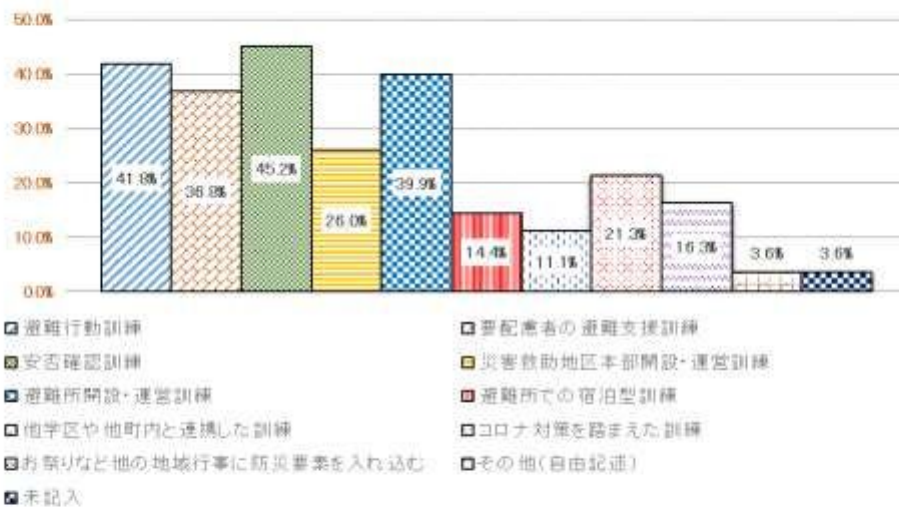 50.0%
40.0%
30.0%
20.0%
10.0%
0.0%
41.8%
36.8%
45.2%
26.0%
39.9%
14.4%
11.1%
21.3%
16.3%
3.6%
3.6%
避難行動訓練
要配慮者の避難支援訓練
安否確認訓練
災害救助地区本部開設・運営訓練
避難所開設・運営訓練
避難所での宿泊型訓練
他学区や他町内と連携した訓練
コロナ対策を踏まえた訓練
お祭りなど他の地域行事に防災要素を入れ込む
その他(自由記述)
未記入